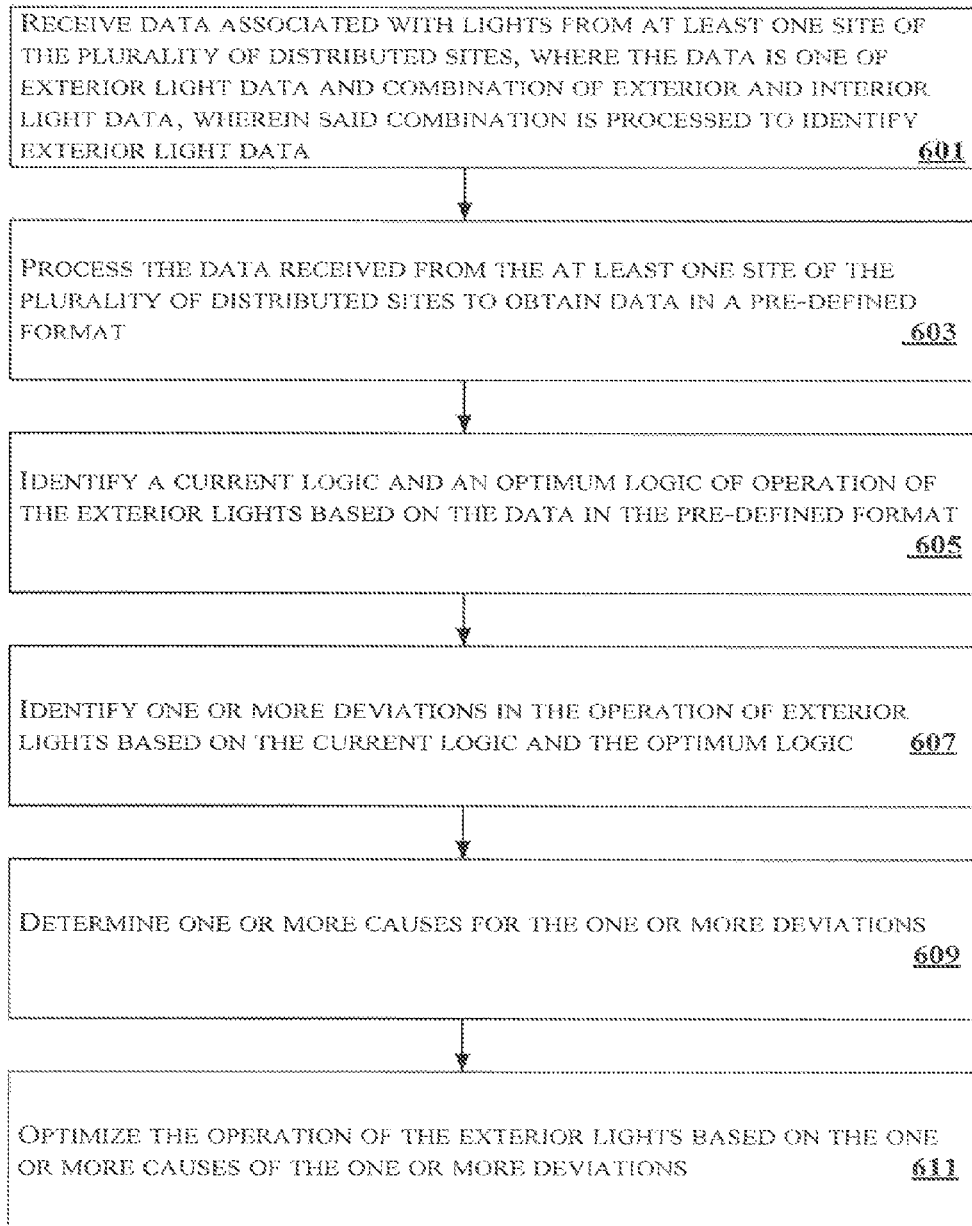 RECEIVE DATA ASSOCIATED WITH LIGHTS FROM AT LEAST ONE SITE OF
THE PLURALITY OF DISTRIBUTED SITES, WHERE THE DATA IS ONE OF
EXTERIOR LIGHT DATA AND COMBINATION OF EXTERIOR AND INTERIOR
LIGHT DATA, WHEREIN SAID COMBINATION IS PROCESSED TO IDENTIFY
EXTERIOR LIGHT DATA 601
PROCESS THE DATA RECEIVED FROM THE AT LEAST ONE SITE OF THE
PLURALITY OF DISTRIBUTED SITES TO OBTAIN DATA IN A PRE-DEFINED
FORMAT 603
IDENTIFY A CURRENT LOGIC AND AN OPTIMUM LOGIC OF OPERATION OF
THE EXTERIOR LIGHTS BASED ON THE DATA IN THE PRE-DEFINED FORMAT
605
IDENTIFY ONE OR MORE DEVIATIONS IN THE OPERATION OF EXTERIOR
LIGHTS BASED ON THE CURRENT LOGIC AND THE OPTIMUM LOGIC 607
DETERMINE ONE OR MORE CAUSES FOR THE ONE OR MORE DEVIATIONS
609
OPTIMIZE THE OPERATION OF THE EXTERIOR LIGHTS BASED ON THE ONE
OR MORE CAUSES OF THE ONE OR MORE DEVIATIONS 611